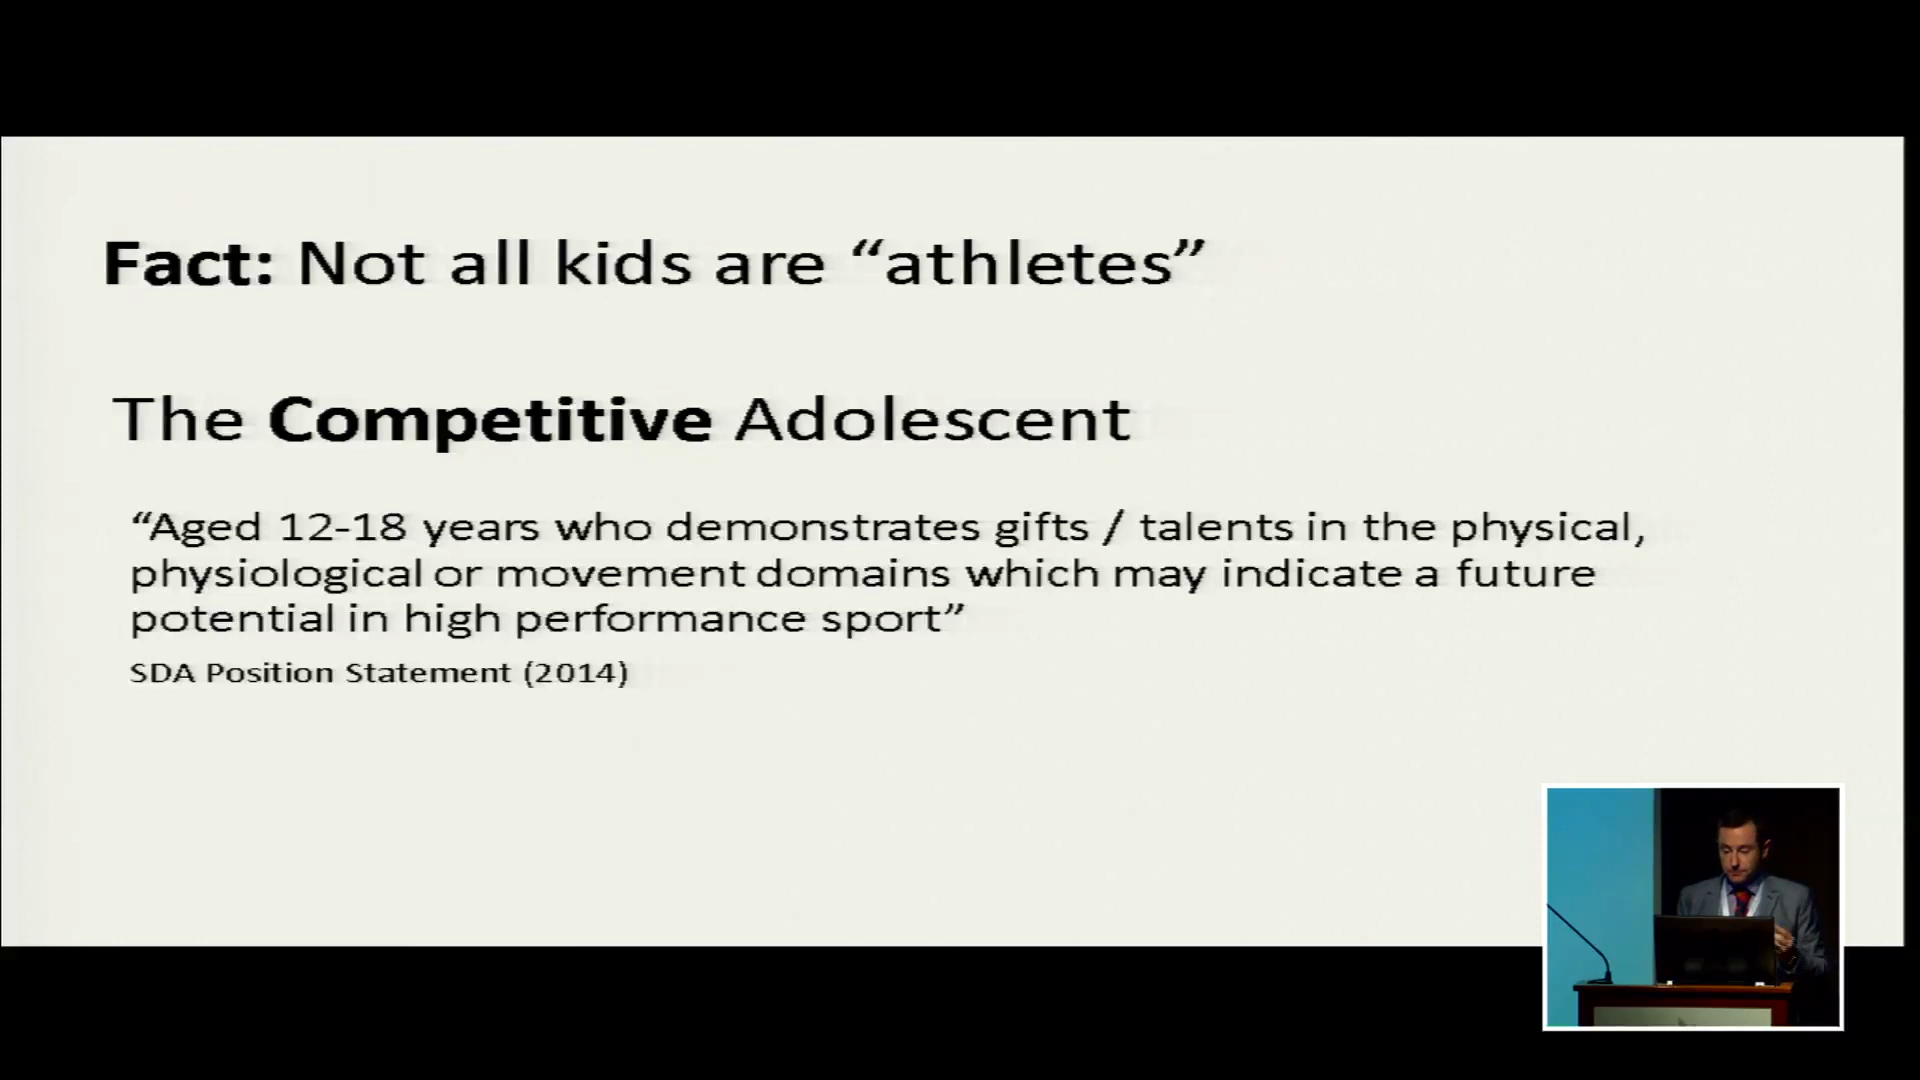 Fact: Not all kids are “athletes”
The Competitive Adolescent
“Aged 12-18 years who demonstrates gifts / talents in the physical,
physiological or movement domains which may indicate a future
potential in high performance sport”
SDA Position Statement (2014)